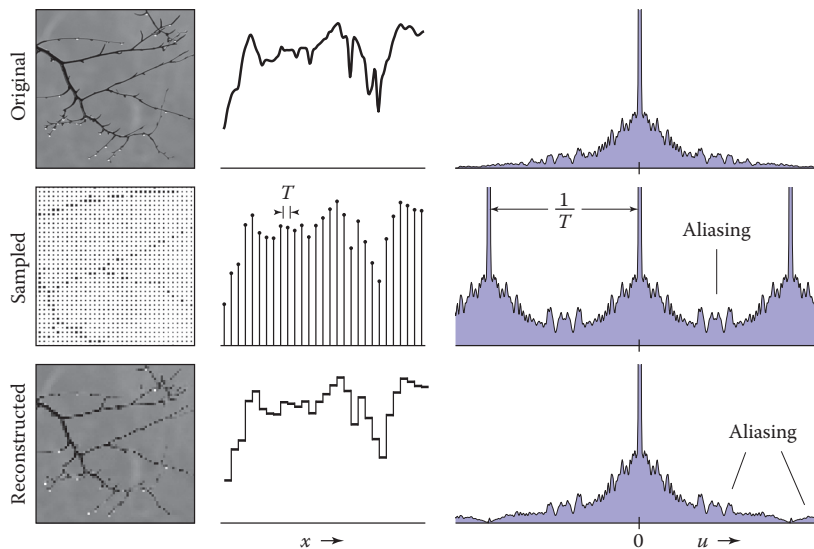 Original
Sampled
T
1
T
Aliasing
Reconstructed
Aliasing
x →
0
u →